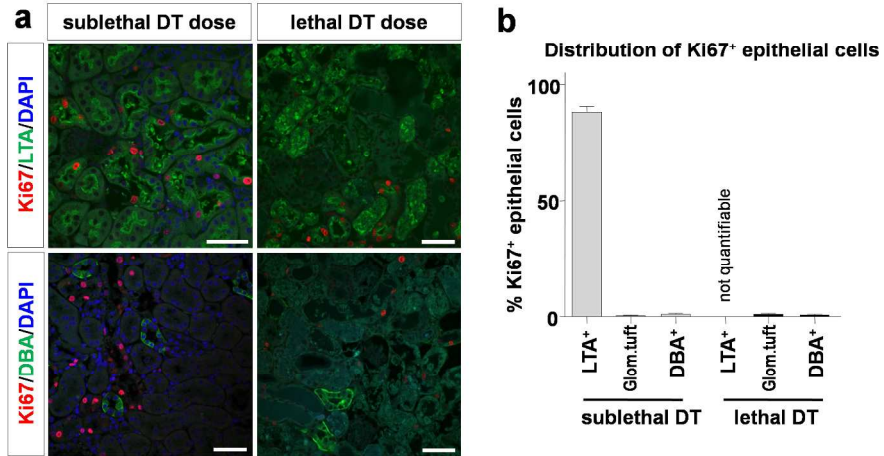 a
sublethal DT dose
lethal DT dose
Ki67/LTA/DAPI
Ki67/DBA/DAPI
b
Distribution of Ki67⁺ epithelial cells
% Ki67⁺ epithelial cells
100
50
0
not quantifiable
LTA⁺
Glom.tuft
DBA⁺
LTA⁺
Glom.tuft
DBA⁺
sublethal DT
lethal DT